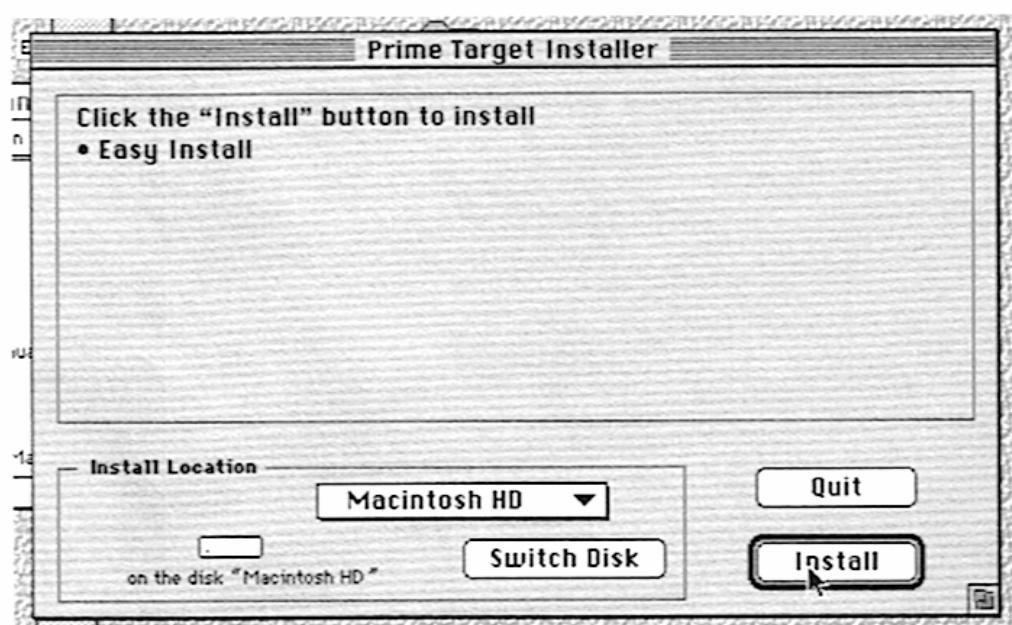 Prime Target Installer
Click the “Install” button to install
• Easy Install
Install Location
Macintosh HD
Quit
Switch Disk
Install
on the disk “Macintosh HD”